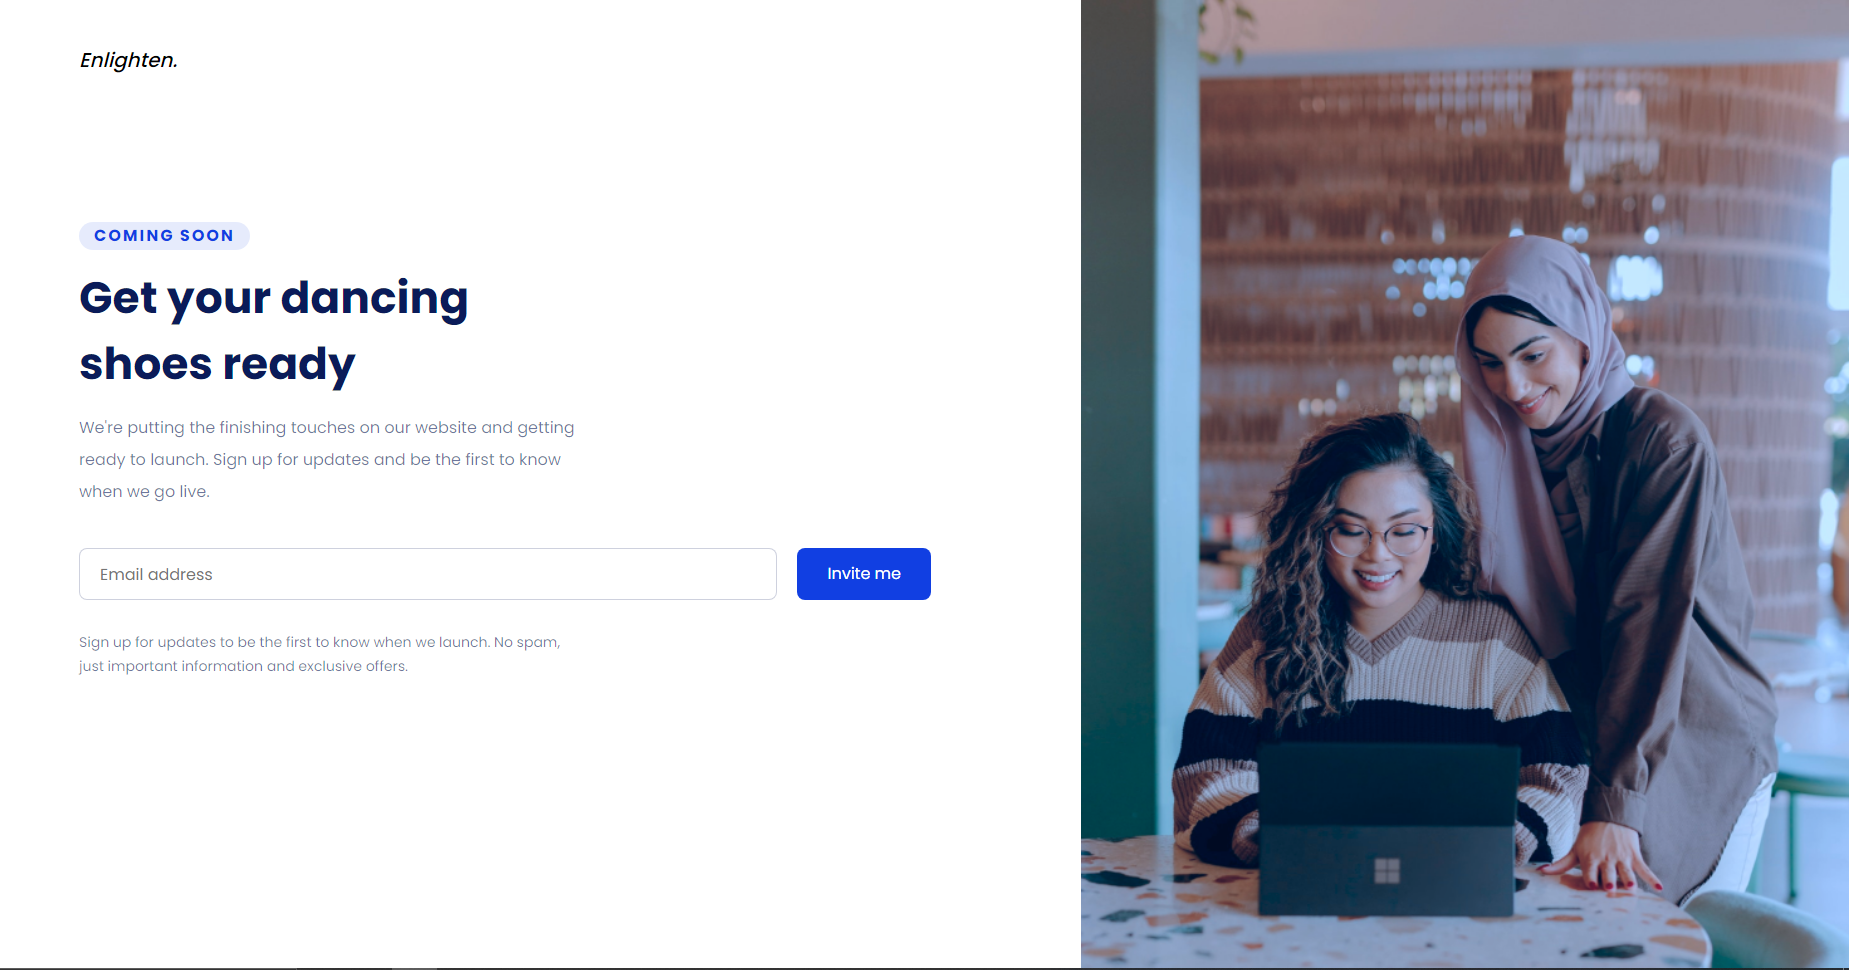 Enlighten.
COMING SOON
Get your dancing
shoes ready
We're putting the finishing touches on our website and getting
ready to launch. Sign up for updates and be the first to know
when we go live.
Email address
Invite me
Sign up for updates to be the first to know when we launch. No spam,
just important information and exclusive offers.